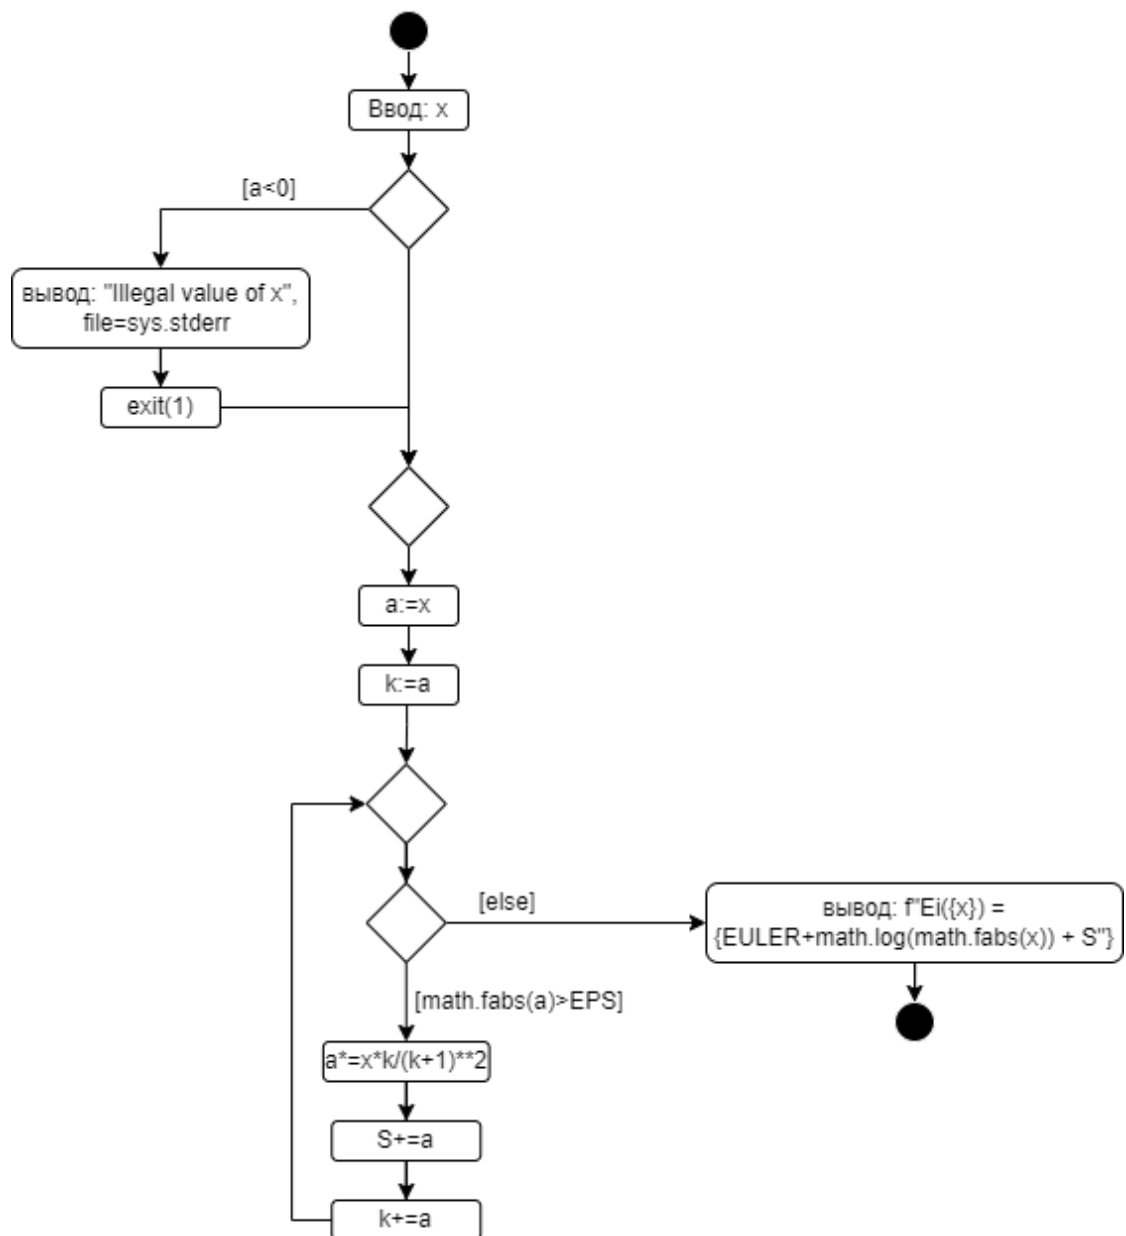 Ввод: x
[a<0]
вывод: "Illegal value of x",
file=sys.stderr
exit(1)
a:=x
k:=a
[else]
вывод: f"Ei({x}) =
{EULER+math.log(math.fabs(x)) + S"}
[math.fabs(a)>EPS]
a*=x*k/(k+1)**2
S+=a
k+=a